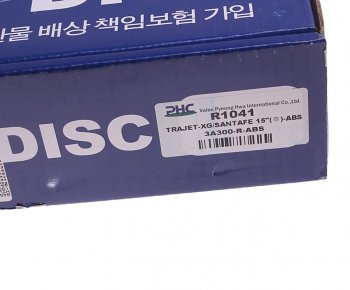 물 배상 책임보험 가입
DISC
PHC
Valeo Pyeong Hwa International Co.,Ltd.
R1041
TRAJET-XG/SANTAFE 15"(우)-ABS
3A300-R-ABS